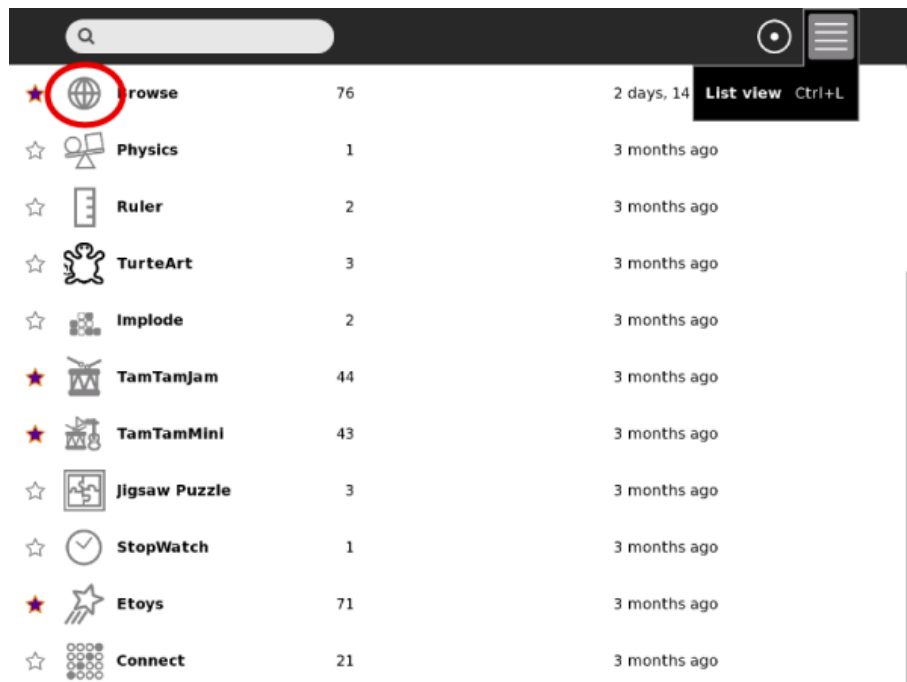 List view Ctrl+L
Browse 76 2 days, 14
Physics 1 3 months ago
Ruler 2 3 months ago
TurteArt 3 3 months ago
Implode 2 3 months ago
TamTamJam 44 3 months ago
TamTamMini 43 3 months ago
Jigsaw Puzzle 3 3 months ago
StopWatch 1 3 months ago
Etoys 71 3 months ago
Connect 21 3 months ago